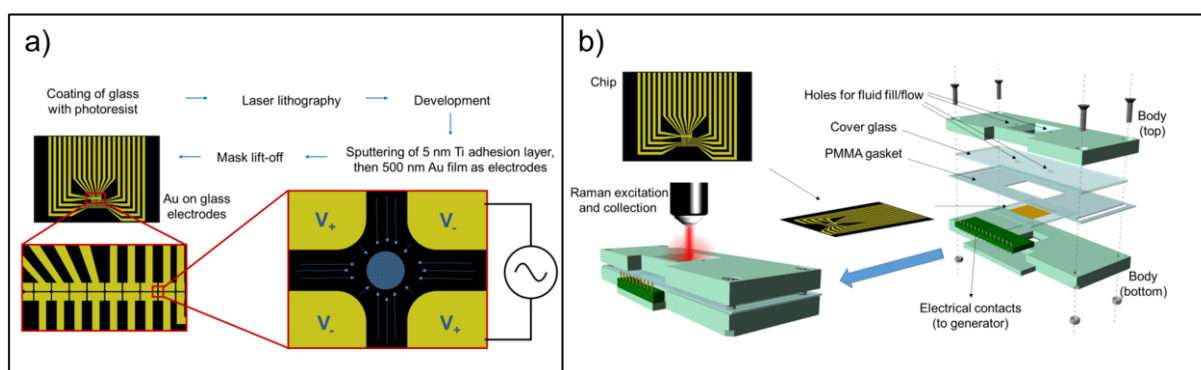 a)
Coating of glass
with photoresist
Laser lithography
Development
Sputtering of 5 nm Ti adhesion layer,
then 500 nm Au film as electrodes
Mask lift-off
Au on glass
electrodes
V+
V-
V-
V+
b)
Chip
Raman excitation
and collection
Holes for fluid fill/flow
Cover glass
PMMA gasket
Body
(top)
Body
(bottom)
Electrical contacts
(to generator)